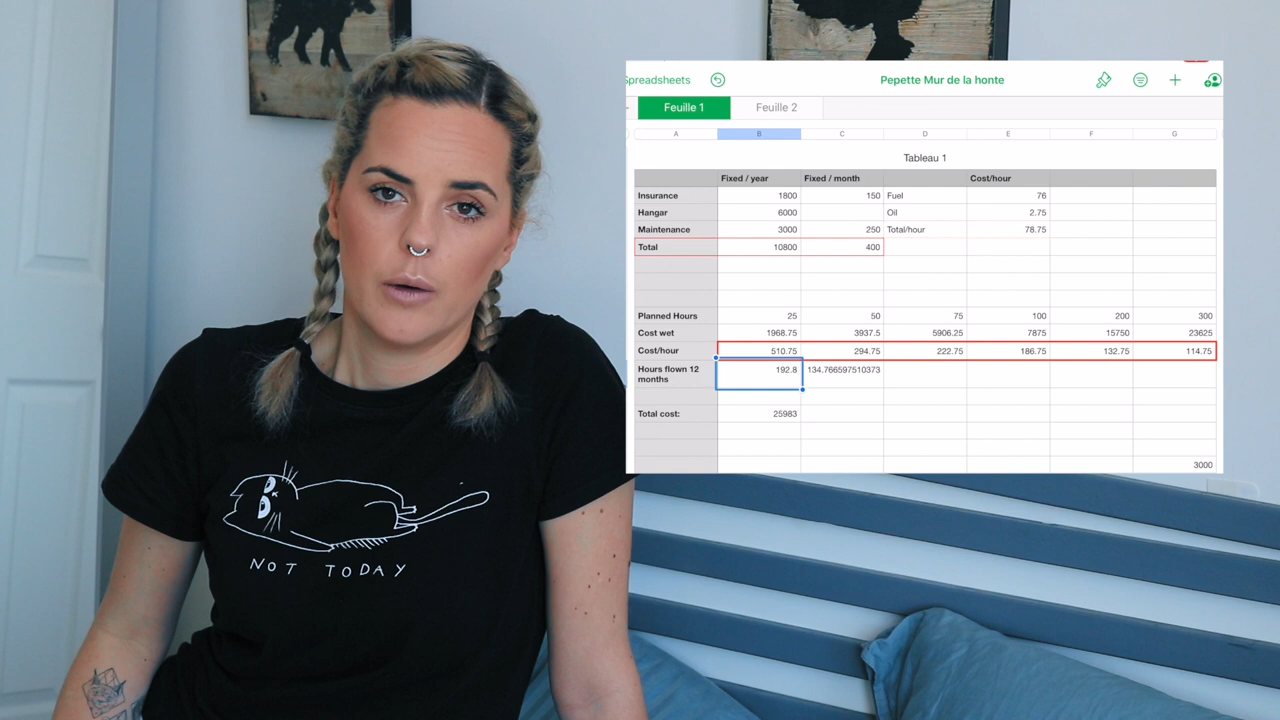 Spreadsheets Pepette Mur de la honte
Feuille 1 Feuille 2
A B C D E F G
Tableau 1
Fixed / year Fixed / month Cost/hour
Insurance 1800 150 Fuel 76
Hangar 6000 Oil 2.75
Maintenance 3000 250 Total/hour 78.75
Total 10800 400
Planned Hours 25 50 75 100 200 300
Cost wet 1968.75 3937.5 5906.25 7875 15750 23625
Cost/hour 510.75 294.75 222.75 186.75 132.75 114.75
Hours flown 12 192.8 134.766597510373
months
Total cost: 25983
3000
NOT TODAY